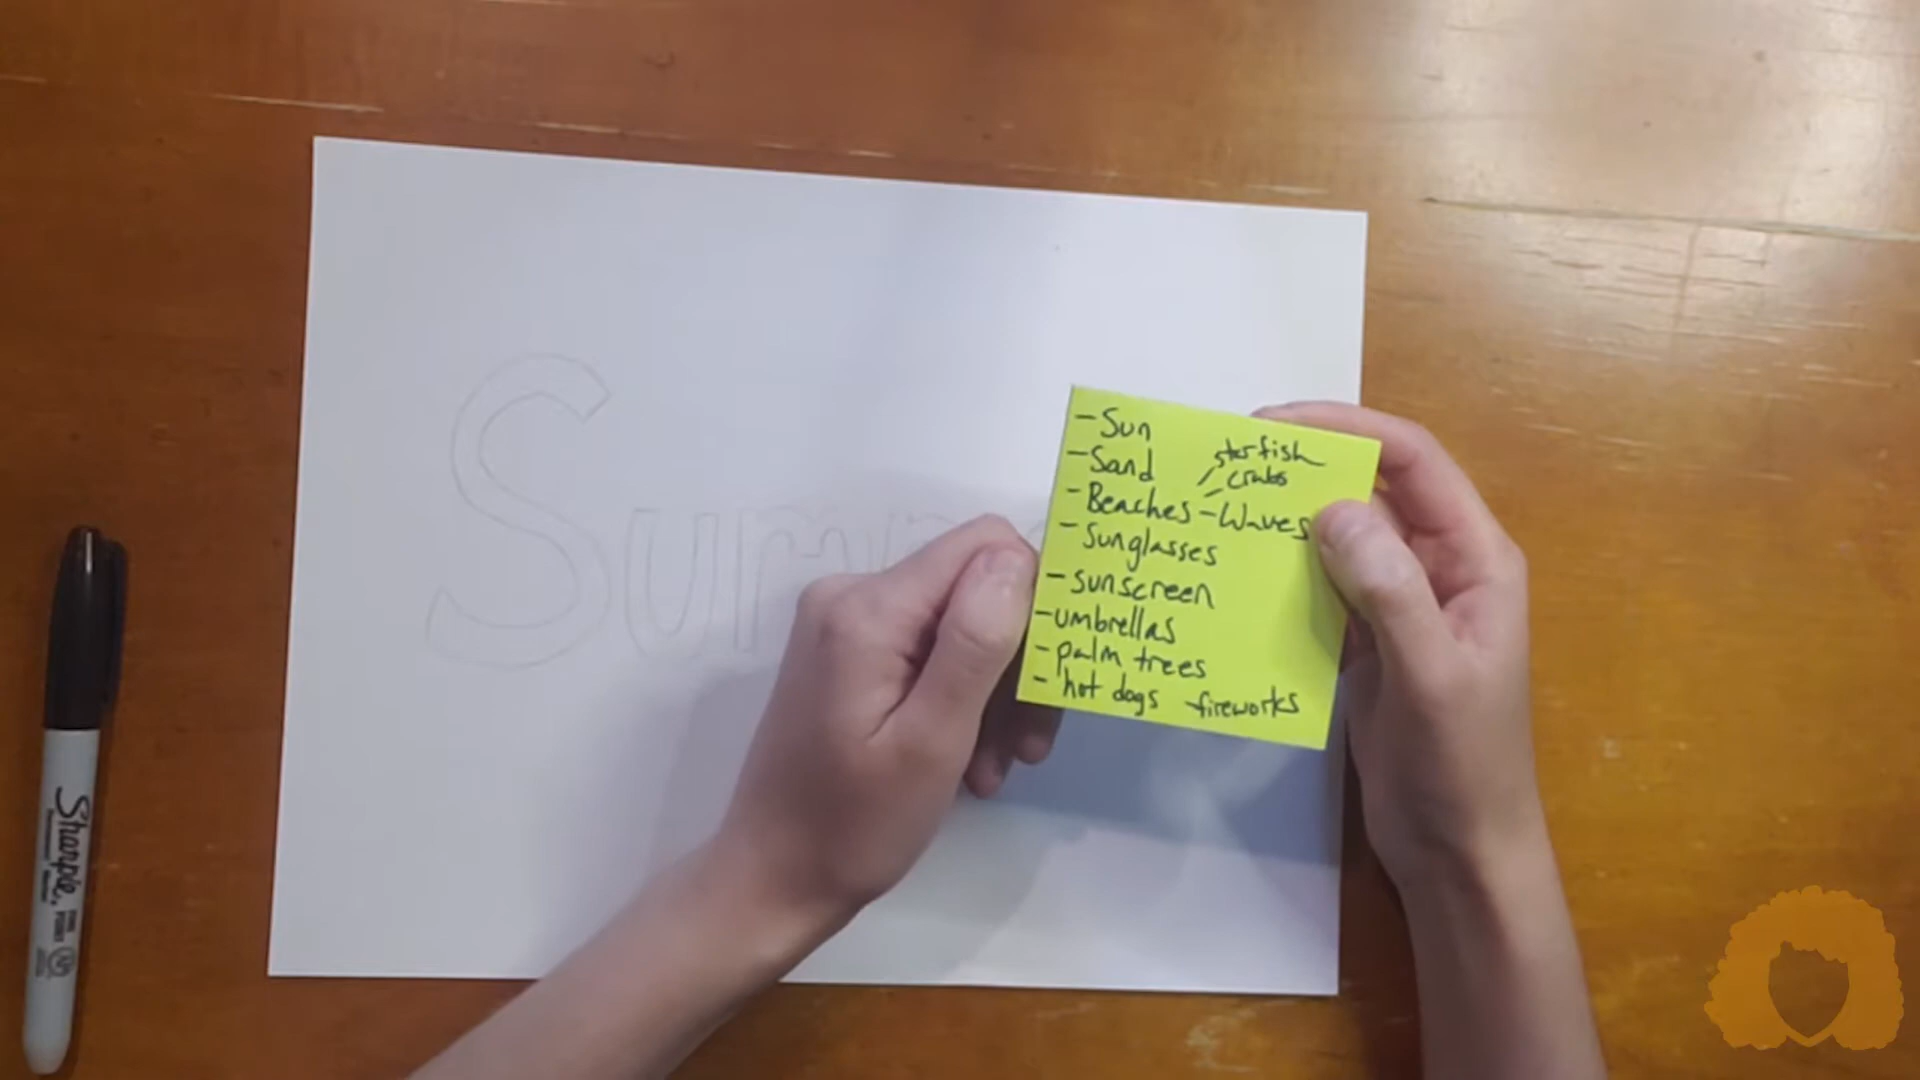 Summ
- Sun
- Sand
starfish
crabs
- Beaches - Waves
- Sunglasses
- sunscreen
- umbrellas
- palm trees
- hot dogs - fireworks
Sharpie